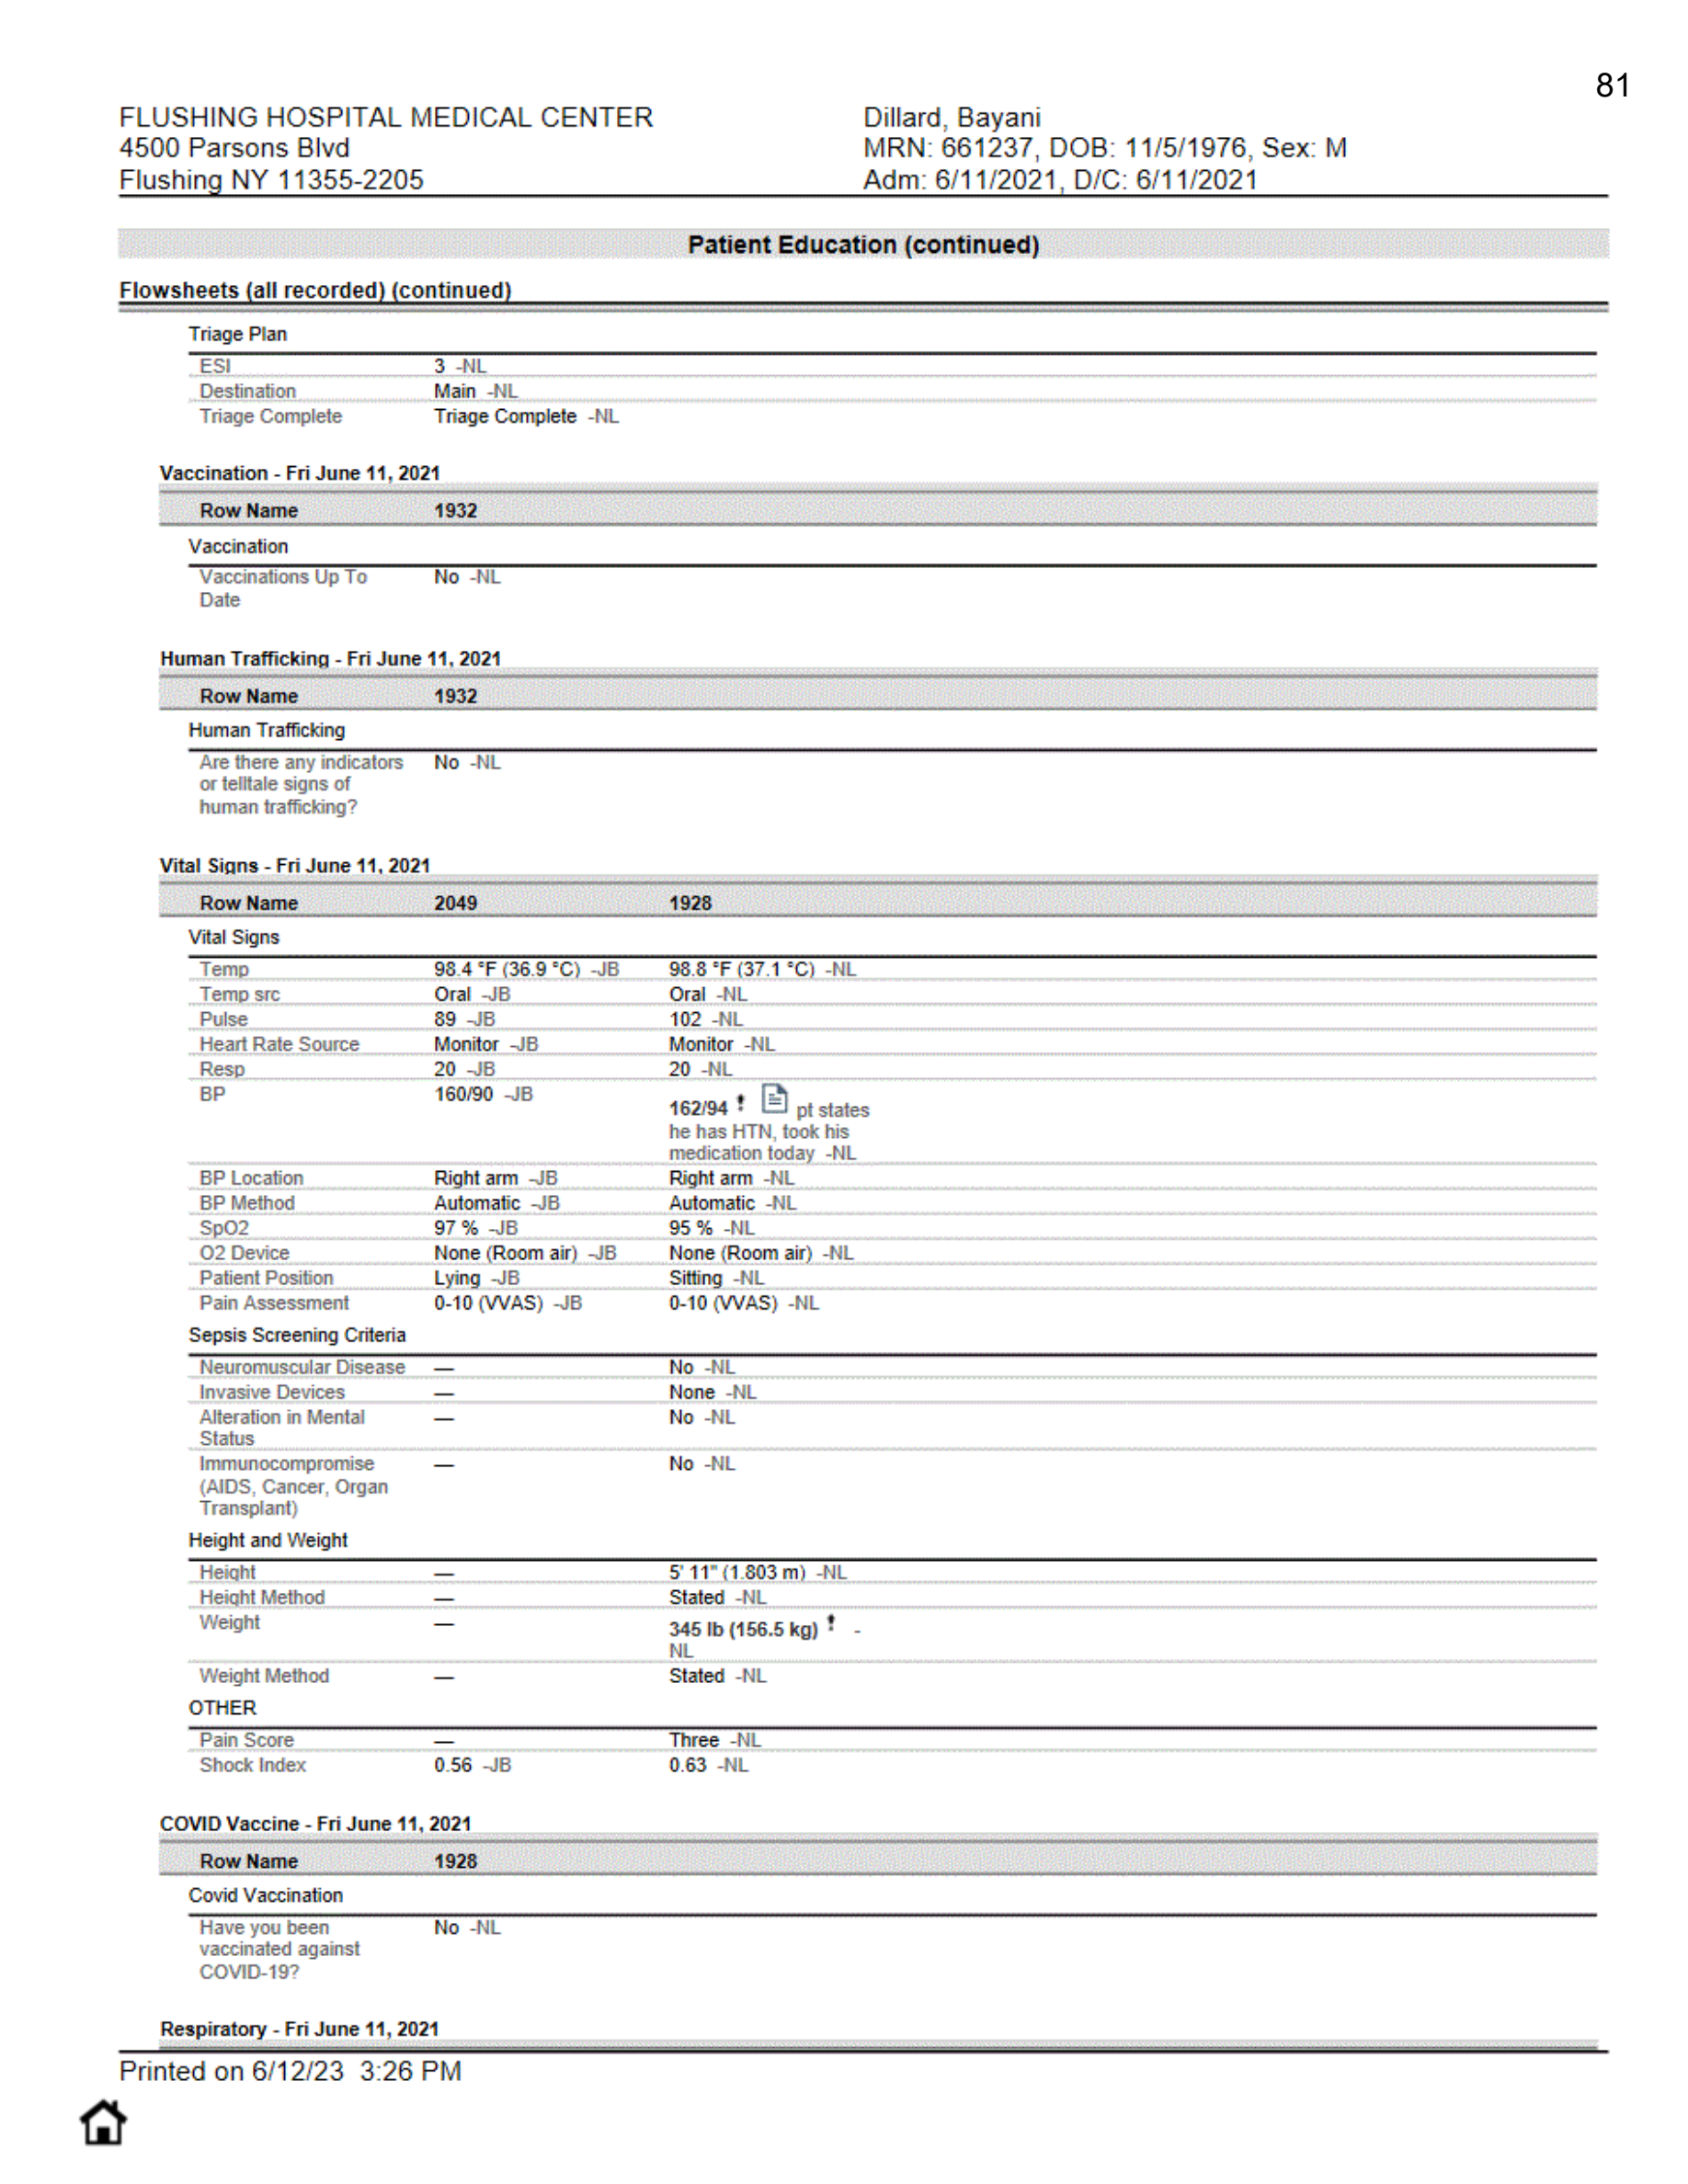 81
FLUSHING HOSPITAL MEDICAL CENTER Dillard, Bayani
4500 Parsons Blvd MRN: 661237, DOB: 11/5/1976, Sex: M
Flushing NY 11355-2205 Adm: 6/11/2021, D/C: 6/11/2021
Patient Education (continued)
Flowsheets (all recorded) (continued)
Triage Plan
ESI 3 -NL
Destination Main -NL
Triage Complete Triage Complete -NL
Vaccination - Fri June 11, 2021
Row Name 1932
Vaccination
Vaccinations Up To No -NL
Date
Human Trafficking - Fri June 11, 2021
Row Name 1932
Human Trafficking
Are there any indicators No -NL
or telltale signs of
human trafficking?
Vital Signs - Fri June 11, 2021
Row Name 2049 1928
Vital Signs
Temp 98.4 °F (36.9 °C) -JB 98.8 °F (37.1 °C) -NL
Temp src Oral -JB Oral -NL
Pulse 89 -JB 102 -NL
Heart Rate Source Monitor -JB Monitor -NL
Resp 20 -JB 20 -NL
BP 160/90 -JB 162/94 ! pt states
he has HTN, took his
medication today -NL
BP Location Right arm -JB Right arm -NL
BP Method Automatic -JB Automatic -NL
SpO2 97 % -JB 95 % -NL
O2 Device None (Room air) -JB None (Room air) -NL
Patient Position Lying -JB Sitting -NL
Pain Assessment 0-10 (VVAS) -JB 0-10 (VVAS) -NL
Sepsis Screening Criteria
Neuromuscular Disease — No -NL
Invasive Devices — None -NL
Alteration in Mental — No -NL
Status
Immunocompromise — No -NL
(AIDS, Cancer, Organ
Transplant)
Height and Weight
Height — 5' 11" (1.803 m) -NL
Height Method — Stated -NL
Weight — 345 lb (156.5 kg) ! -
NL
Weight Method — Stated -NL
OTHER
Pain Score — Three -NL
Shock Index 0.56 -JB 0.63 -NL
COVID Vaccine - Fri June 11, 2021
Row Name 1928
Covid Vaccination
Have you been No -NL
vaccinated against
COVID-19?
Respiratory - Fri June 11, 2021
Printed on 6/12/23 3:26 PM